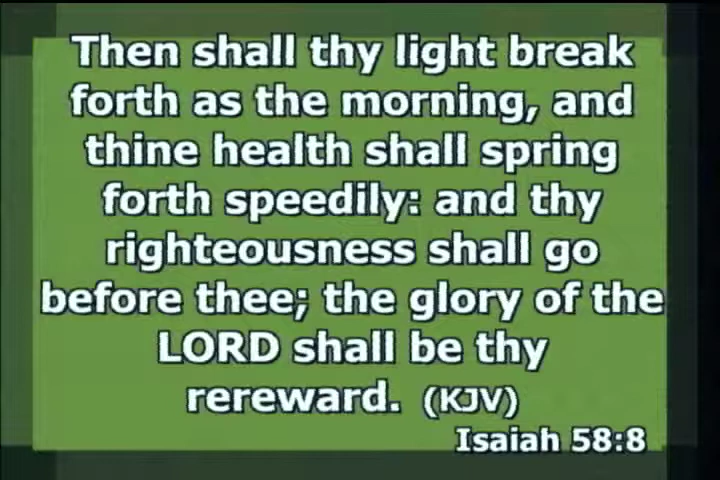 Then shall thy light break
forth as the morning, and
thine health shall spring
forth speedily: and thy
righteousness shall go
before thee; the glory of the
LORD shall be thy
rereward. (KJV)
Isaiah 58:8